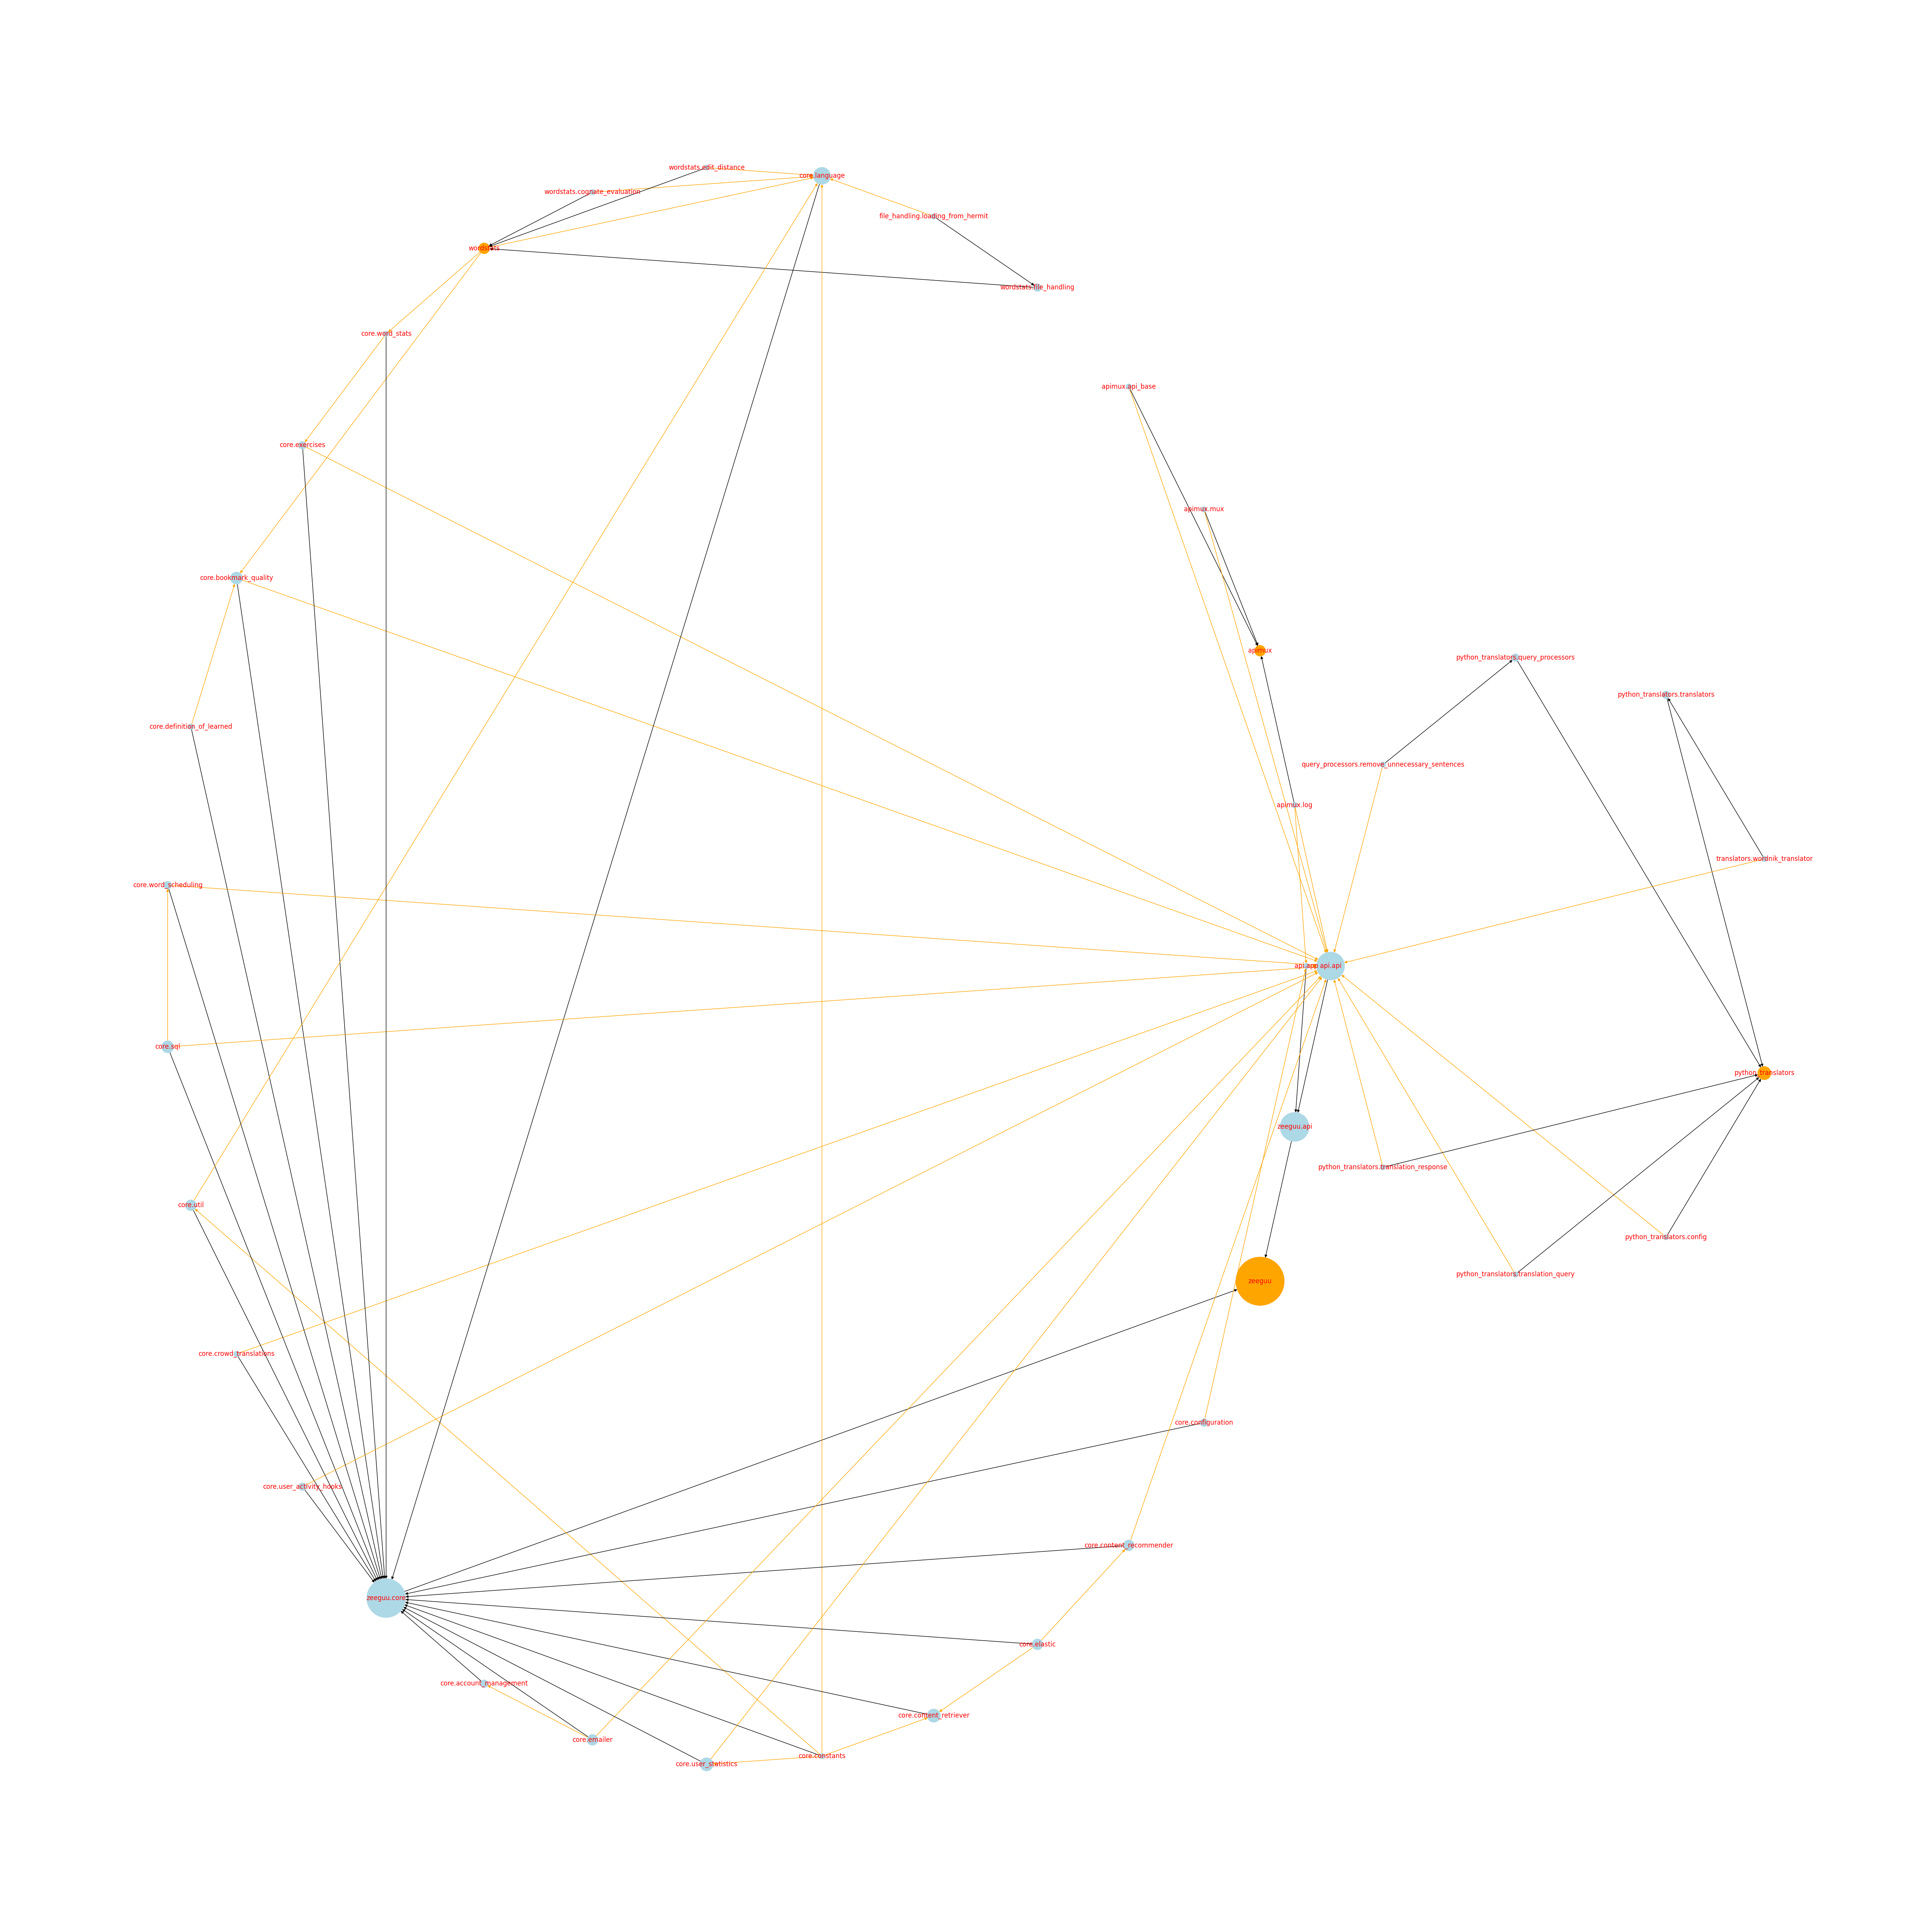 wordstats.edit_distance
core.language
wordstats.cognate_evaluation
file_handling.loading_from_hermit
wordstats
wordstats.file_handling
core.word_stats
apimux.api_base
core.exercises
apimux.mux
core.bookmark_quality
apimux
python_translators.query_processors
python_translators.translators
core.definition_of_learned
query_processors.remove_unnecessary_sentences
apimux.log
translators.wordnik_translator
core.word_scheduling
api.app
api.api
core.sql
python_translators
zeeguu.api
python_translators.translation_response
core.util
python_translators.config
python_translators.translation_query
zeeguu
core.crowd_translations
core.configuration
core.user_activity_hooks
core.content_recommender
zeeguu.core
core.elastic
core.account_management
core.content_retriever
core.emailer
core.constants
core.user_statistics